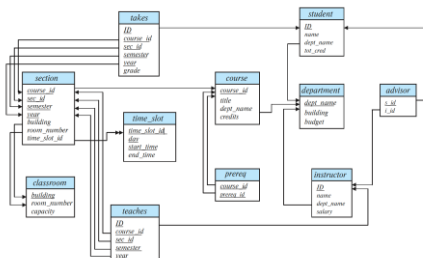 takes
ID
course_id
sec_id
semester
year
grade
student
ID
name
dept_name
tot_cred
section
course_id
sec_id
semester
year
building
room_number
time_slot_id
course
course_id
title
dept_name
credits
department
dept_name
building
budget
advisor
s_id
i_id
time_slot
time_slot_id
day
start_time
end_time
classroom
building
room_number
capacity
prereq
course_id
prereq_id
instructor
ID
name
dept_name
salary
teaches
ID
course_id
sec_id
semester
year